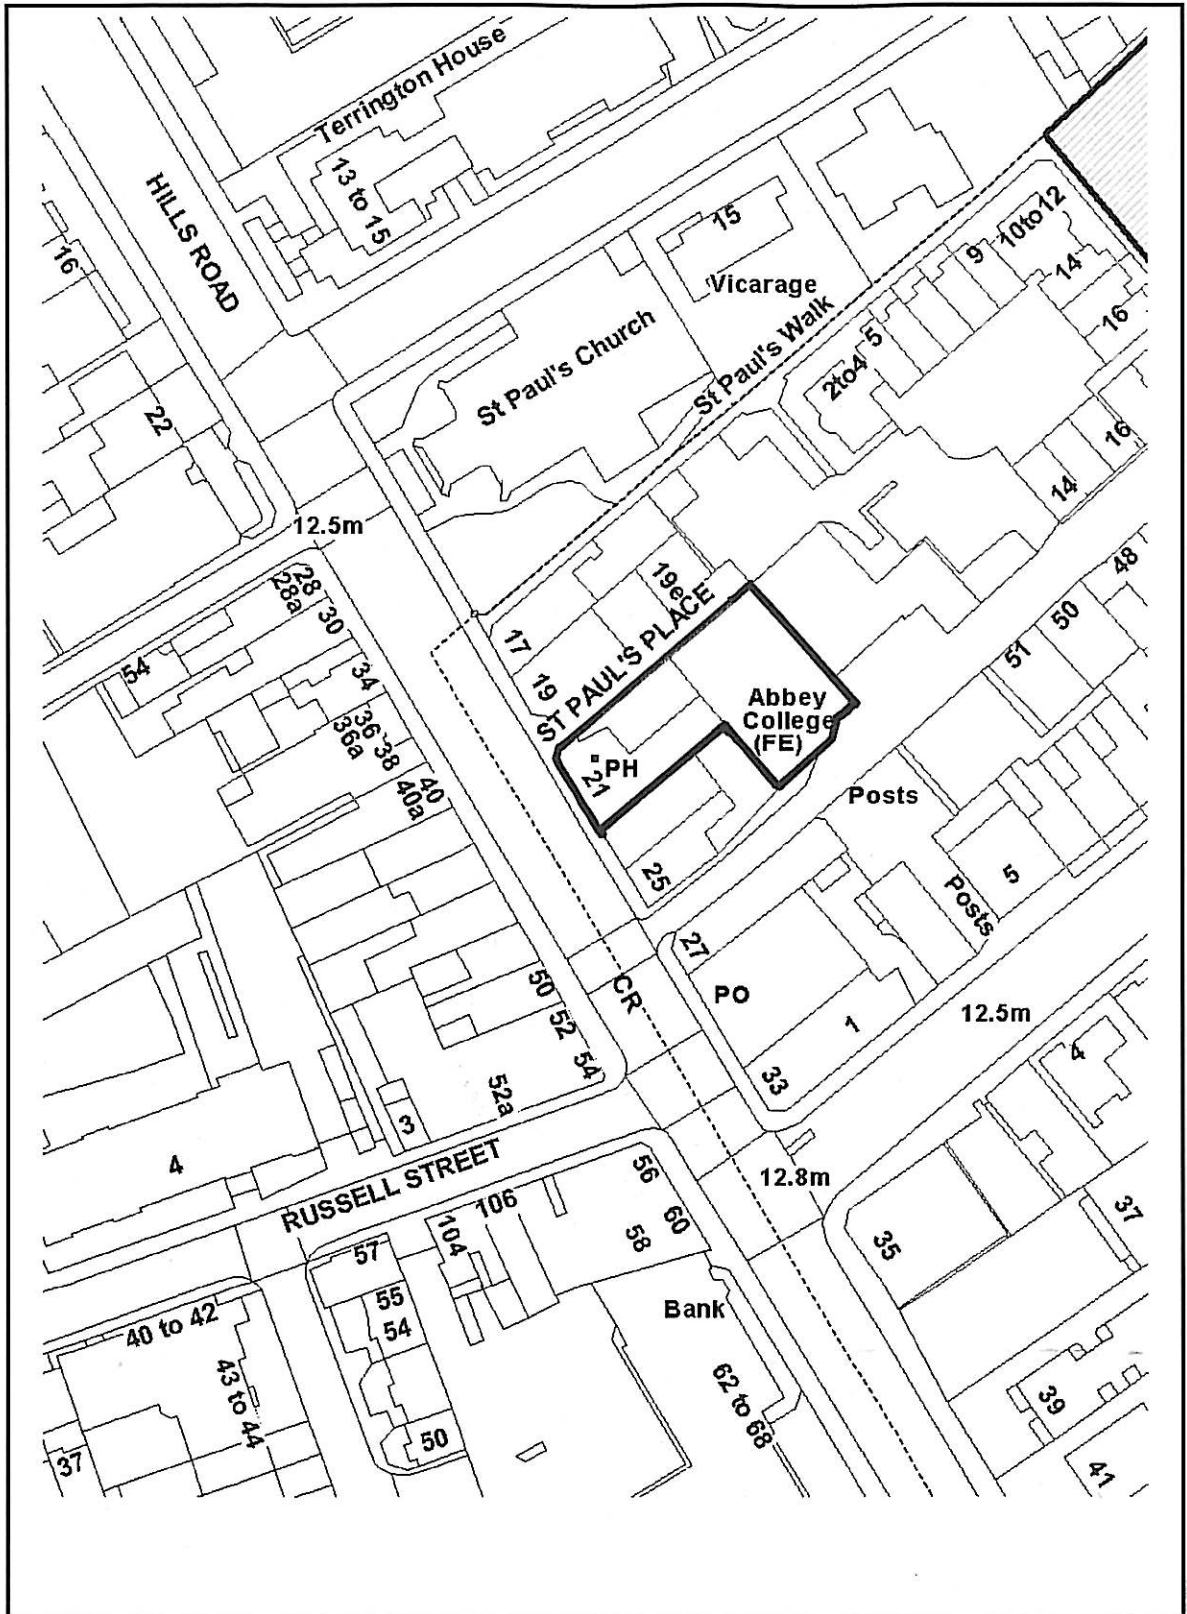 Terrington House
13 to 15
HILLS ROAD
16
15
Vicarage
St Paul's Church
St Paul's Walk
10to12
9
14
16
5
2to4
22
16
14
12.5m
28
28a
30
54
34
36
36a
38
40
40a
17
19
19e
ST PAUL'S PLACE
48
50
51
Abbey
College
(FE)
PH
21
Posts
25
5
Posts
27
CR
PO
50
52
54
52a
1
12.5m
33
4
3
4
RUSSELL STREET
106
104
56
60
58
12.8m
37
35
57
55
54
Bank
40 to 42
43 to 44
62 to 68
39
50
37
41